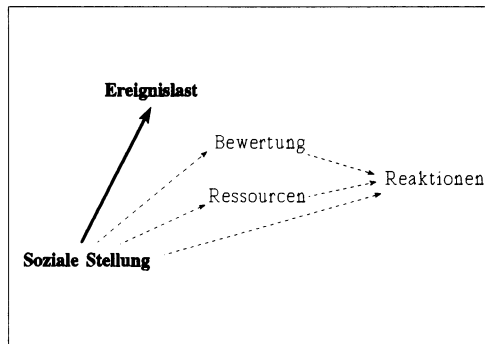 Ereignislast
Bewertung
Reaktionen
Ressourcen
Soziale Stellung